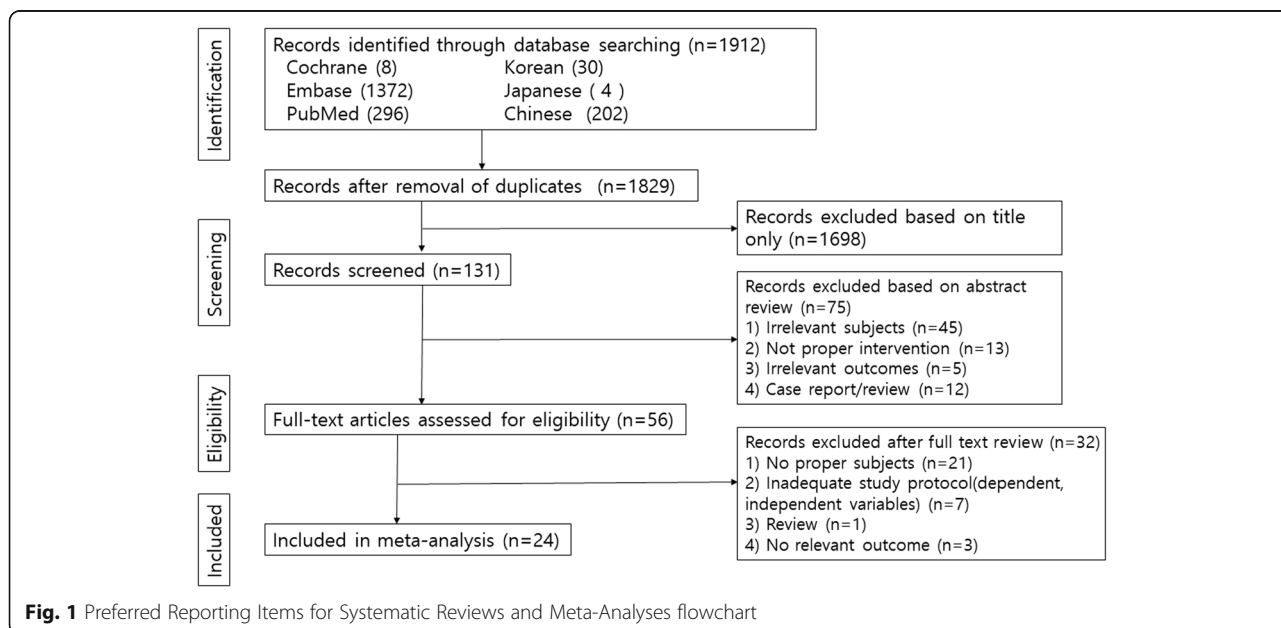 Identification
Records identified through database searching (n=1912)
Cochrane (8) Korean (30)
Embase (1372) Japanese ( 4 )
PubMed (296) Chinese (202)
Records after removal of duplicates (n=1829)
Screening
Records excluded based on title
only (n=1698)
Records screened (n=131)
Records excluded based on abstract
review (n=75)
1) Irrelevant subjects (n=45)
2) Not proper intervention (n=13)
3) Irrelevant outcomes (n=5)
4) Case report/review (n=12)
Eligibility
Full-text articles assessed for eligibility (n=56)
Records excluded after full text review (n=32)
1) No proper subjects (n=21)
2) Inadequate study protocol(dependent,
independent variables) (n=7)
3) Review (n=1)
4) No relevant outcome (n=3)
Included
Included in meta-analysis (n=24)
Fig. 1 Preferred Reporting Items for Systematic Reviews and Meta-Analyses flowchart